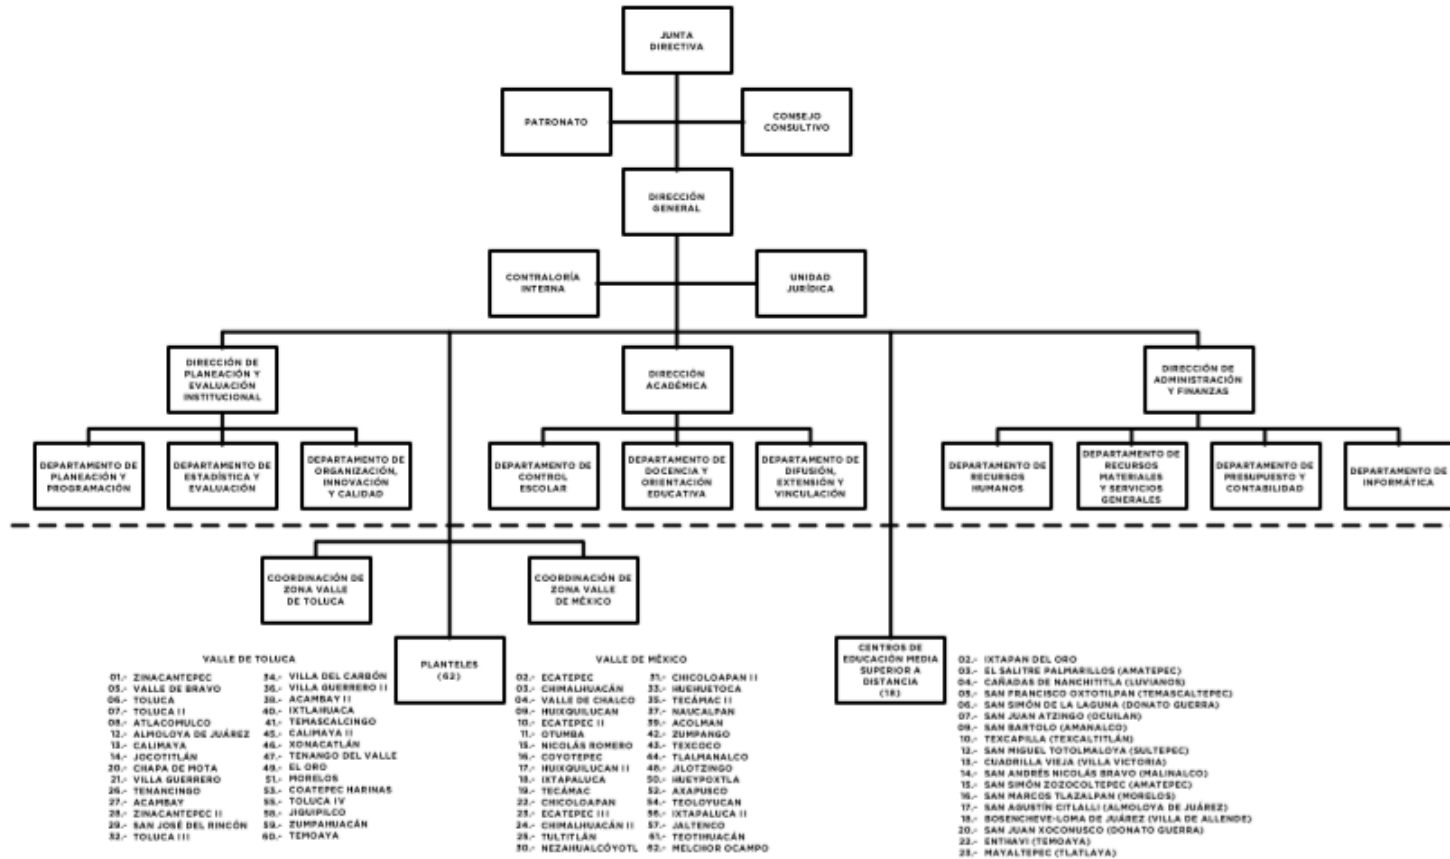 JUNTA
DIRECTIVA
PATRONATO
CONSEJO
CONSULTIVO
DIRECCIÓN
GENERAL
CONTRALORÍA
INTERNA
UNIDAD
JURÍDICA
DIRECCIÓN DE
PLANEACIÓN Y
EVALUACIÓN
INSTITUCIONAL
DIRECCIÓN
ACADÉMICA
DIRECCIÓN DE
ADMINISTRACIÓN
Y FINANZAS
DEPARTAMENTO DE
PLANEACIÓN Y
PROGRAMACIÓN
DEPARTAMENTO DE
ESTADÍSTICA Y
EVALUACIÓN
DEPARTAMENTO DE
ORGANIZACIÓN,
INNOVACIÓN
Y CALIDAD
DEPARTAMENTO DE
CONTROL
ESCOLAR
DEPARTAMENTO DE
DOCENCIA Y
ORIENTACIÓN
EDUCATIVA
DEPARTAMENTO DE
DIFUSIÓN,
EXTENSIÓN Y
VINCULACIÓN
DEPARTAMENTO DE
RECURSOS
HUMANOS
DEPARTAMENTO DE
RECURSOS
MATERIALES
Y SERVICIOS
GENERALES
DEPARTAMENTO DE
PRESUPUESTO Y
CONTABILIDAD
DEPARTAMENTO DE
INFORMÁTICA
COORDINACIÓN DE
ZONA VALLE
DE TOLUCA
COORDINACIÓN DE
ZONA VALLE
DE MÉXICO
PLANTELES
(62)
CENTROS DE
EDUCACIÓN MEDIA
SUPERIOR A
DISTANCIA
(18)
VALLE DE TOLUCA
01.- ZINACANTEPEC
05.- VALLE DE BRAVO
06.- TOLUCA
07.- TOLUCA II
08.- ATLACOMULCO
12.- ALMOLOYA DE JUÁREZ
13.- CALIMAYA
14.- JOCOTITLÁN
20.- CHAPA DE MOTA
21.- VILLA GUERRERO
26.- TENANCINGO
27.- ACAMBAY
28.- ZINACANTEPEC II
29.- SAN JOSÉ DEL RINCÓN
32.- TOLUCA III
34.- VILLA DEL CARBÓN
36.- VILLA GUERRERO II
38.- ACAMBAY II
40.- IXTLAHUACA
41.- TEMASCALCINGO
45.- CALIMAYA II
46.- XONACATLÁN
47.- TENANGO DEL VALLE
49.- EL ORO
51.- MORELOS
53.- COATEPEC HARINAS
55.- TOLUCA IV
58.- JIQUIPILCO
59.- ZUMPAHUACÁN
60.- TEMOAYA
VALLE DE MÉXICO
02.- ECATEPEC
03.- CHIMALHUACÁN
04.- VALLE DE CHALCO
09.- HUIXQUILUCAN
10.- ECATEPEC II
11.- OTUMBA
15.- NICOLÁS ROMERO
16.- COYOTEPEC
17.- HUIXQUILUCAN II
18.- IXTAPALUCA
19.- TECÁMAC
22.- CHICOLOAPAN
23.- ECATEPEC III
24.- CHIMALHUACÁN II
25.- TULTITLÁN
30.- NEZAHUALCÓYOTL
31.- CHICOLOAPAN II
33.- HUEHUETOCA
35.- TECÁMAC II
37.- NAUCALPAN
39.- ACOLMAN
42.- ZUMPANGO
43.- TEXCOCO
44.- TLALMANALCO
48.- JILOTZINGO
50.- HUEYPOXTLA
52.- AXAPUSCO
54.- TEOLOYUCAN
56.- IXTAPALUCA II
57.- JALTENCO
61.- TEOTIHUACÁN
62.- MELCHOR OCAMPO
02.- IXTAPAN DEL ORO
03.- EL SALITRE PALMARILLOS (AMATEPEC)
04.- CAÑADAS DE NANCHITITLA (LUVIANOS)
05.- SAN FRANCISCO OXTOTILPAN (TEMASCALTEPEC)
06.- SAN SIMÓN DE LA LAGUNA (DONATO GUERRA)
07.- SAN JUAN ATZINGO (OCUILAN)
09.- SAN BARTOLO (AMANALCO)
10.- TEXCAPILLA (TEXCALTITLÁN)
12.- SAN MIGUEL TOTOLMALOYA (SULTEPEC)
13.- CUADRILLA VIEJA (VILLA VICTORIA)
14.- SAN ANDRÉS NICOLÁS BRAVO (MALINALCO)
15.- SAN SIMÓN ZOZOCOLTEPEC (AMATEPEC)
16.- SAN MARCOS TLAZALPAN (MORELOS)
17.- SAN AGUSTÍN CITLALLI (ALMOLOYA DE JUÁREZ)
18.- BOSENCHEVE-LOMA DE JUÁREZ (VILLA DE ALLENDE)
20.- SAN JUAN XOCONUSCO (DONATO GUERRA)
22.- ENTHAVI (TEMOAYA)
23.- MAYALTEPEC (TLATLAYA)